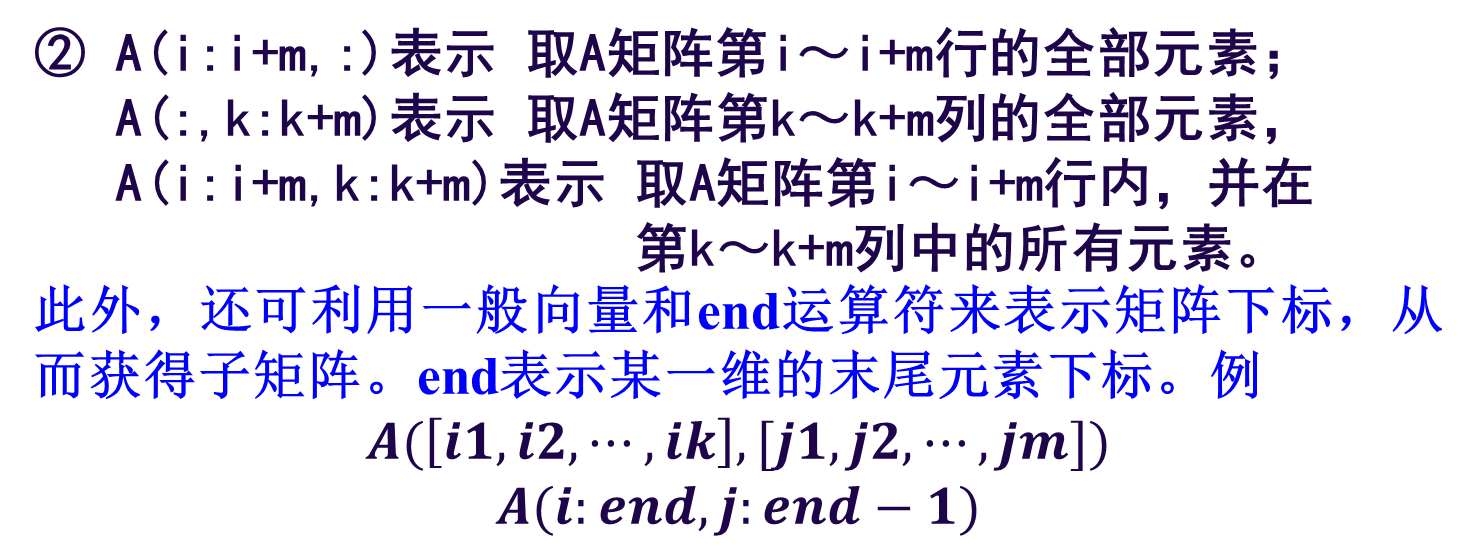 ② A(i:i+m,:)表示 取A矩阵第i～i+m行的全部元素;
A(:,k:k+m)表示 取A矩阵第k～k+m列的全部元素,
A(i:i+m,k:k+m)表示 取A矩阵第i～i+m行内，并在
第k～k+m列中的所有元素。
此外，还可利用一般向量和end运算符来表示矩阵下标，从
而获得子矩阵。end表示某一维的末尾元素下标。例
A([i1,i2,⋯,ik],[j1,j2,⋯,jm])
A(i:end,j:end−1)